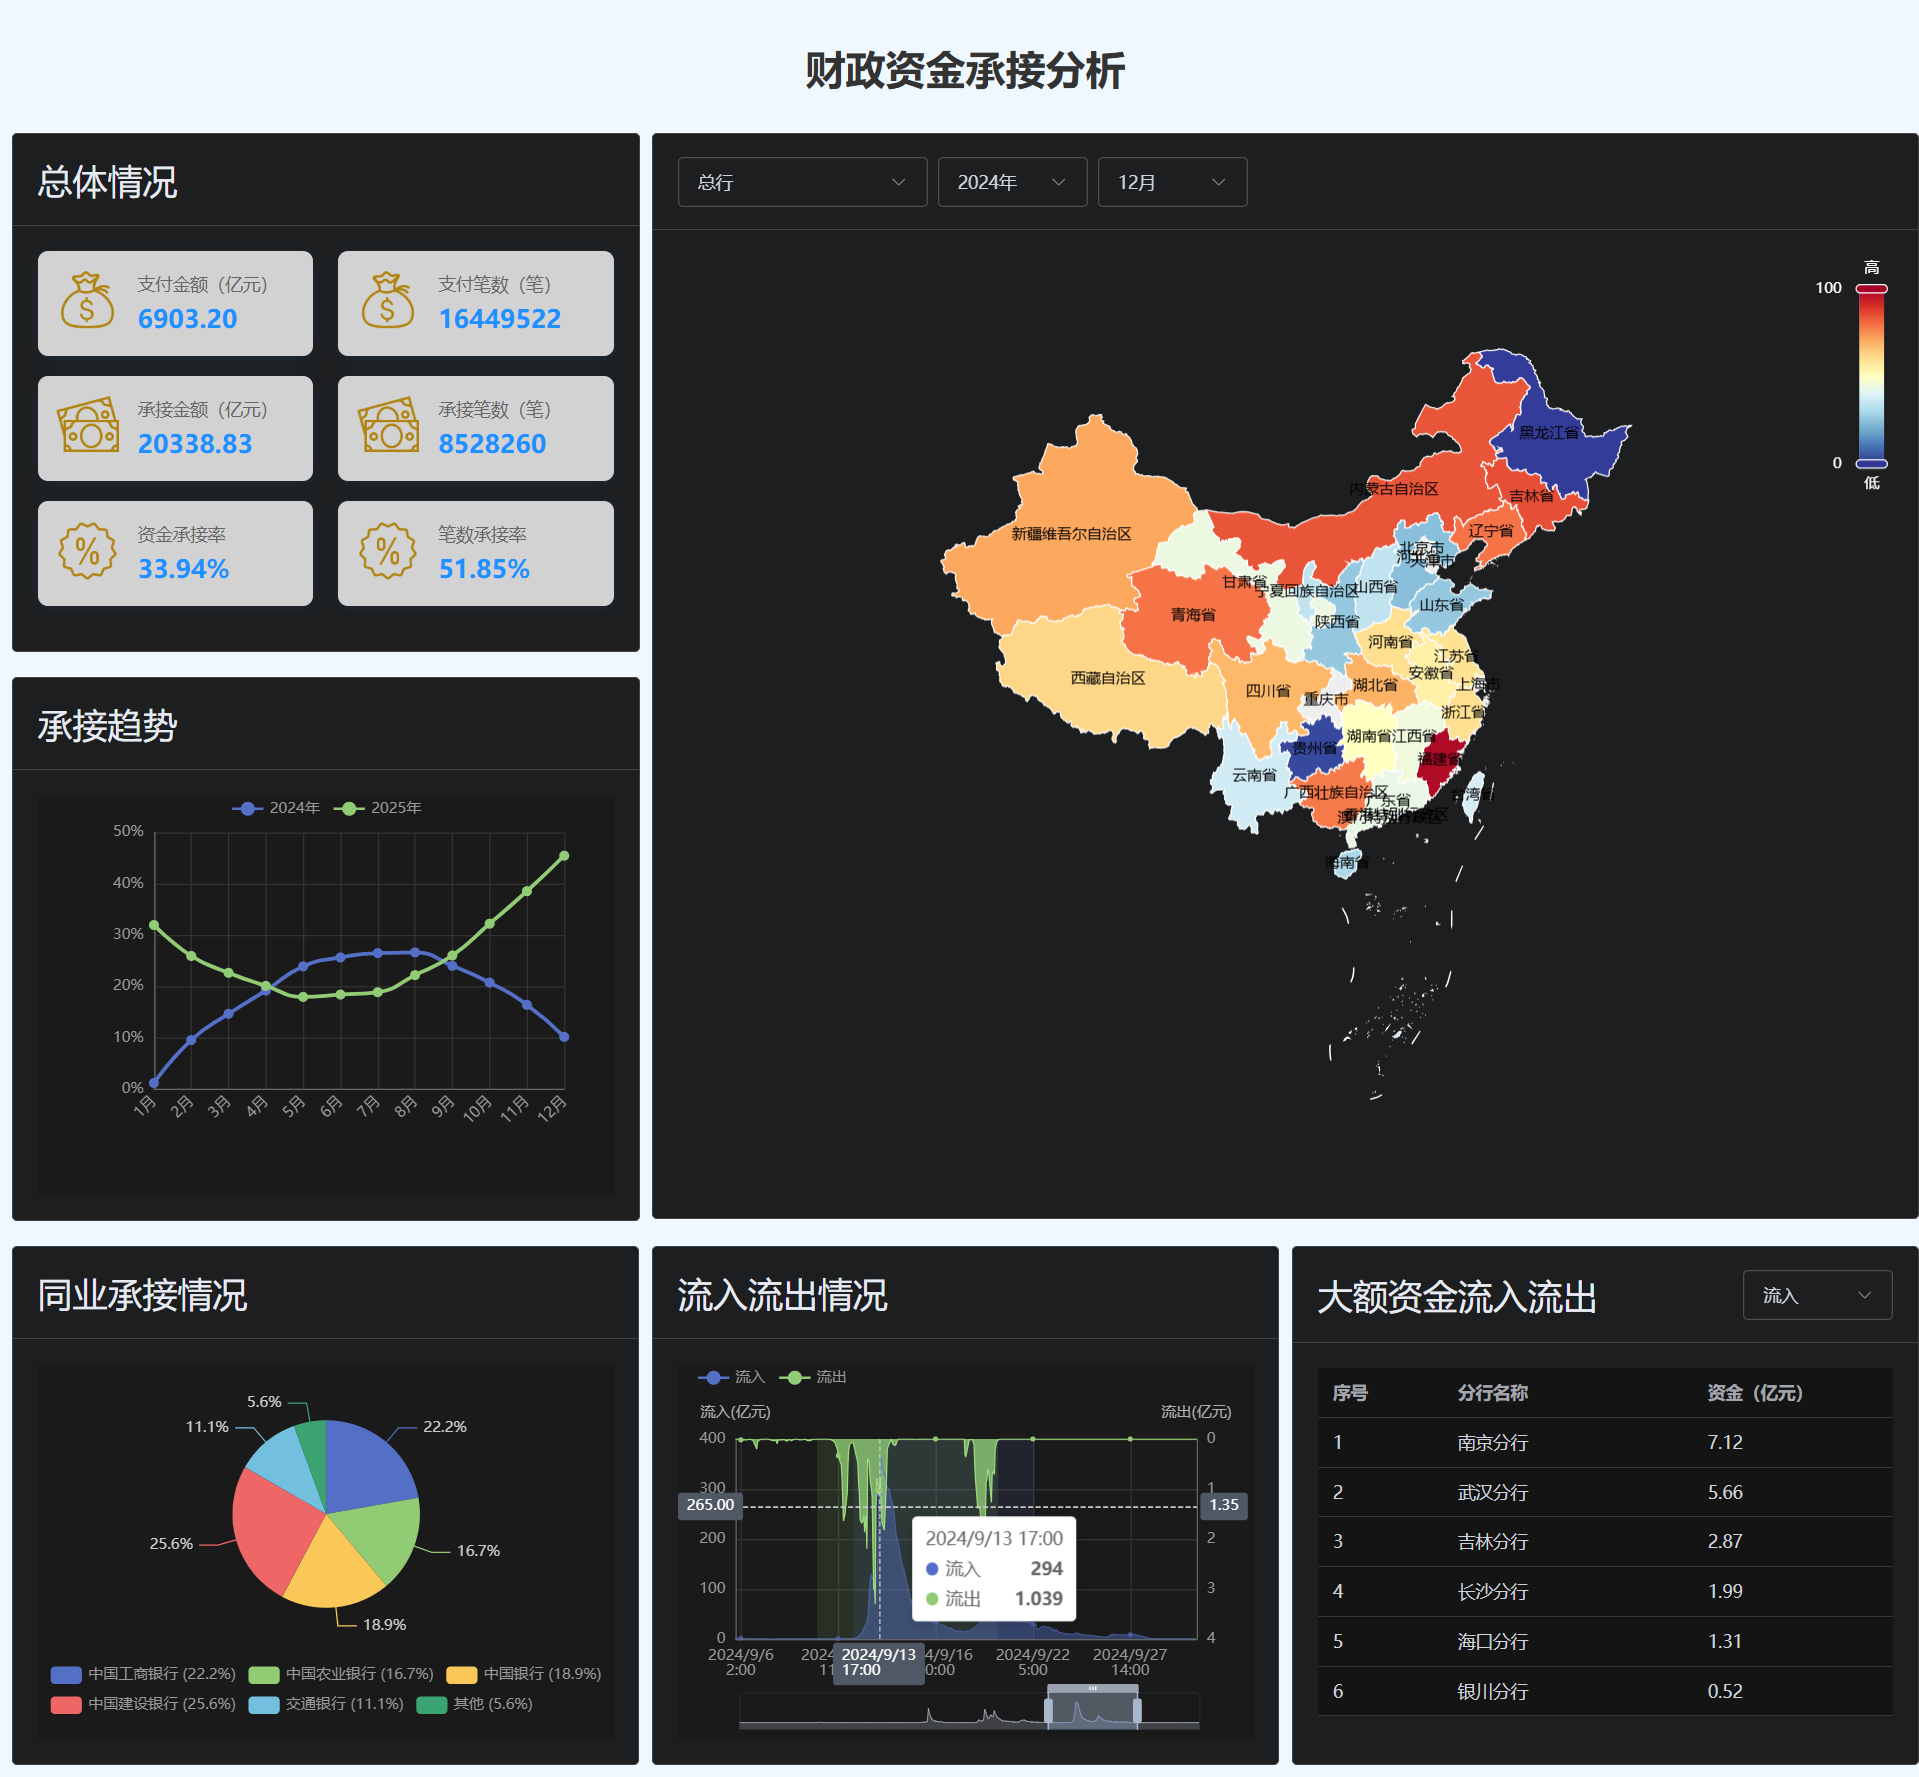 财政资金承接分析
总体情况
支付金额（亿元）
6903.20
支付笔数（笔）
16449522
承接金额（亿元）
20338.83
承接笔数（笔）
8528260
资金承接率
33.94%
笔数承接率
51.85%
承接趋势
2024年 2025年
50%
40%
30%
20%
10%
0%
1月 2月 3月 4月 5月 6月 7月 8月 9月 10月 11月 12月
总行 2024年 12月
高
100
0
低
黑龙江省
内蒙古自治区
吉林省
辽宁省
新疆维吾尔自治区
北京市
河北省
天津市
甘肃省
宁夏回族自治区
山西省
青海省
陕西省
山东省
河南省
江苏省
安徽省
西藏自治区
四川省
重庆市
湖北省
上海市
浙江省
湖南省
江西省
贵州省
福建省
云南省
广西壮族自治区
广东省
台湾省
海南省
同业承接情况
5.6%
11.1%
22.2%
25.6%
16.7%
18.9%
中国工商银行 (22.2%) 中国农业银行 (16.7%) 中国银行 (18.9%)
中国建设银行 (25.6%) 交通银行 (11.1%) 其他 (5.6%)
流入流出情况
流入 流出
流入(亿元) 流出(亿元)
400 0
300 1
265.00 1.35
200 2
100 3
0 4
2024/9/13 17:00
流入 294
流出 1.039
2024/9/6
2:00
2024/9/13
17:00
2024/9/22
5:00
2024/9/27
14:00
大额资金流入流出
流入
序号 分行名称 资金（亿元）
1 南京分行 7.12
2 武汉分行 5.66
3 吉林分行 2.87
4 长沙分行 1.99
5 海口分行 1.31
6 银川分行 0.52